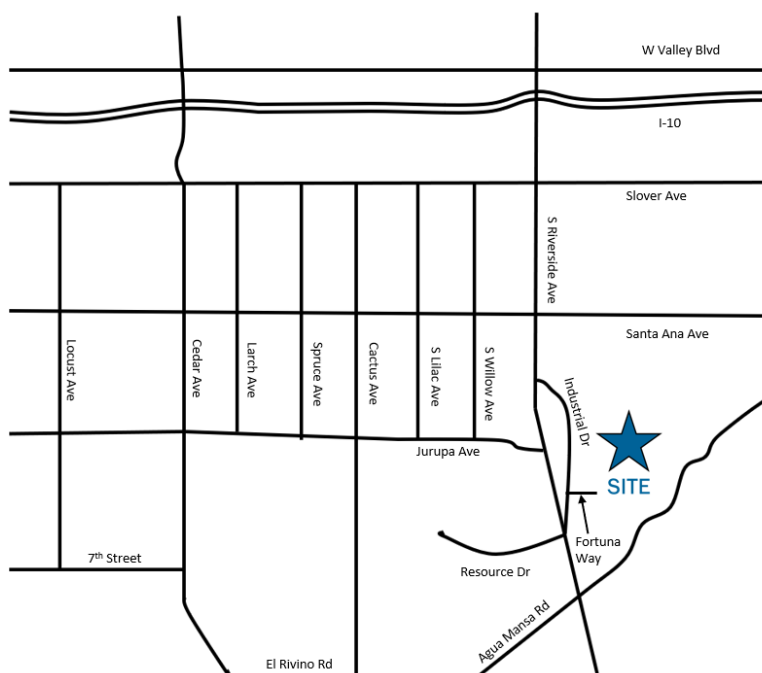 W Valley Blvd
I-10
Slover Ave
S Riverside Ave
Santa Ana Ave
Locust Ave
Cedar Ave
Larch Ave
Spruce Ave
Cactus Ave
S Lilac Ave
S Willow Ave
Industrial Dr
Jurupa Ave
SITE
Fortuna
Way
7th Street
Resource Dr
Agua Mansa Rd
El Rivino Rd